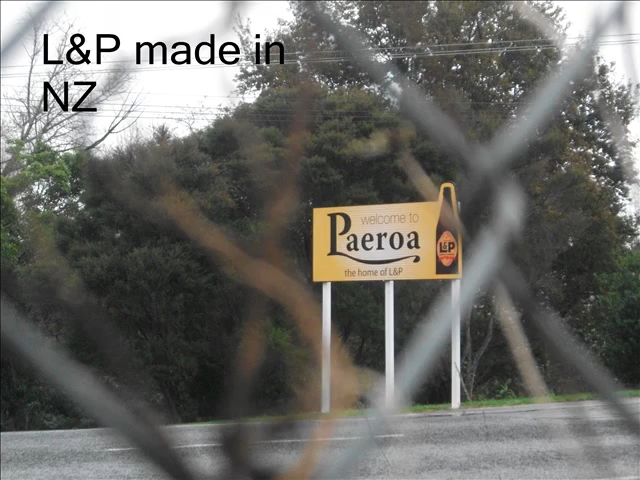 L&P made in
NZ
welcome to
Paeroa
the home of L&P
L&P